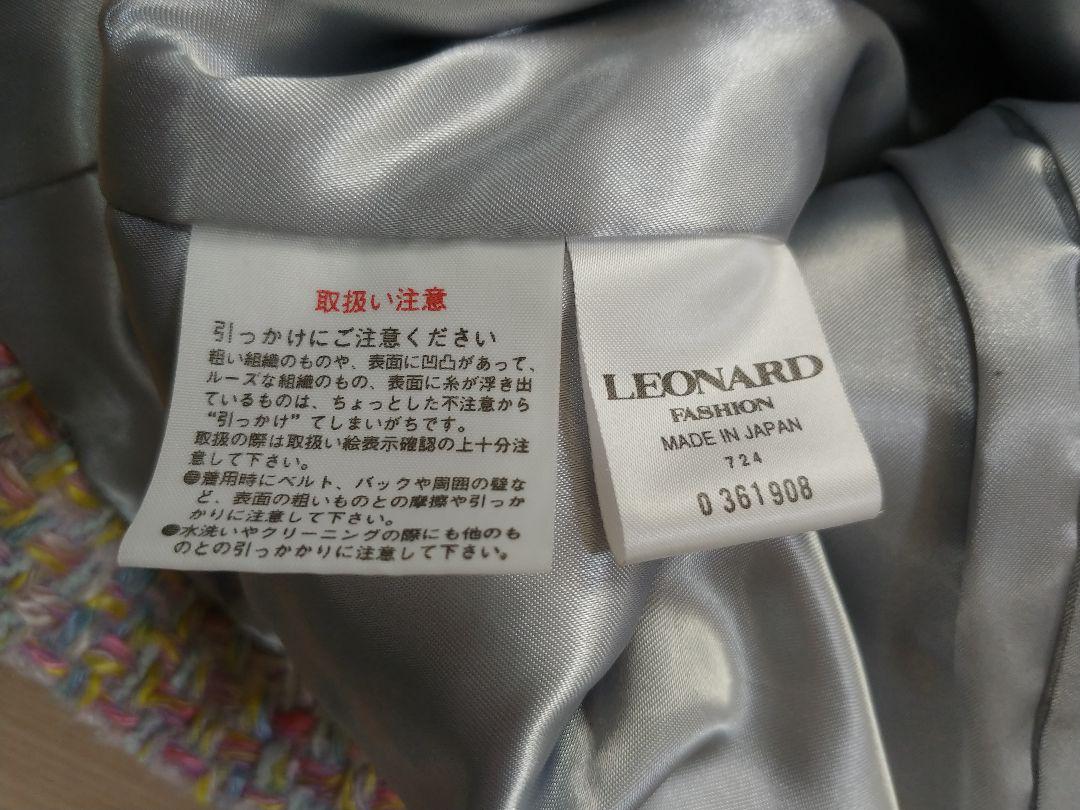 取扱い注意
引っかけにご注意ください
粗い組織のものや、表面に凹凸があって、
ルーズな組織のもの、表面に糸が浮き出
ているものは、ちょっとした不注意から
“引っかけ”てしまいがちです。
取扱の際は取扱い絵表示確認の上十分注
意して下さい。
●着用時にベルト、バックや周囲の壁な
ど、表面の粗いものとの摩擦や引っか
かりに注意して下さい。
●水洗いやクリーニングの際にも他のも
のとの引っかかりに注意して下さい。
LEONARD
FASHION
MADE IN JAPAN
724
0361908